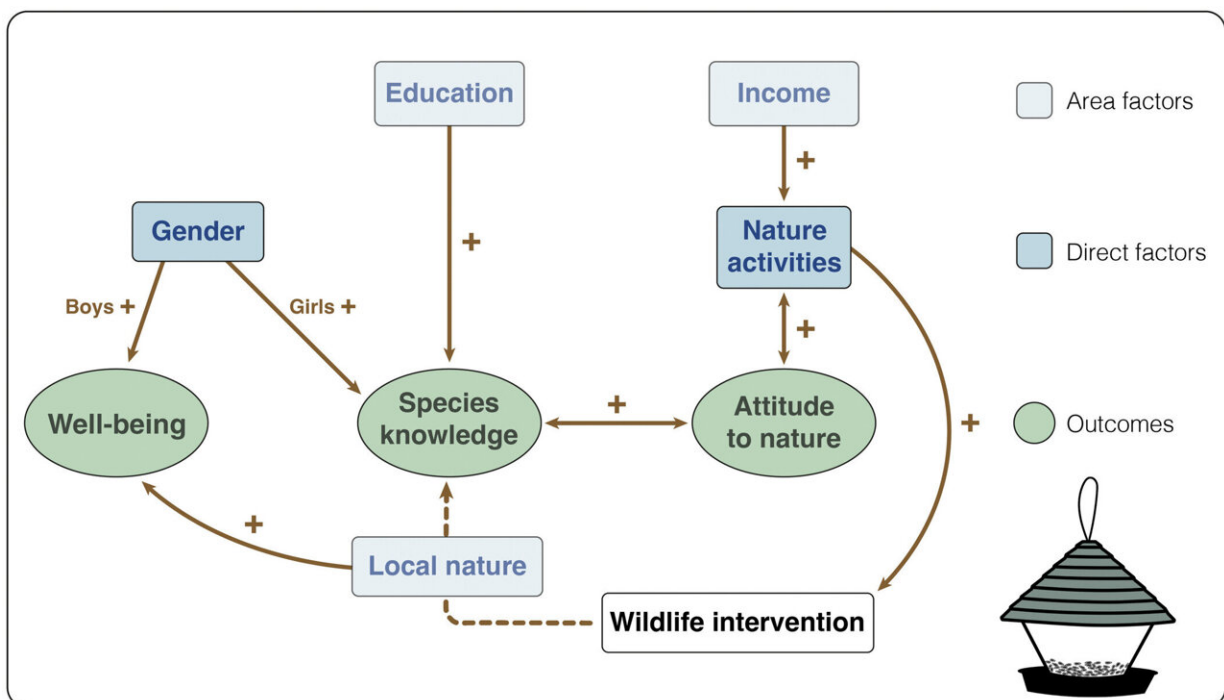 Education
Income
Area factors
+
+
Gender
Nature
activities
Direct factors
Boys +
Girls +
+
Well-being
Species
knowledge
+
Attitude
to nature
+
Outcomes
+
Local nature
Wildlife intervention